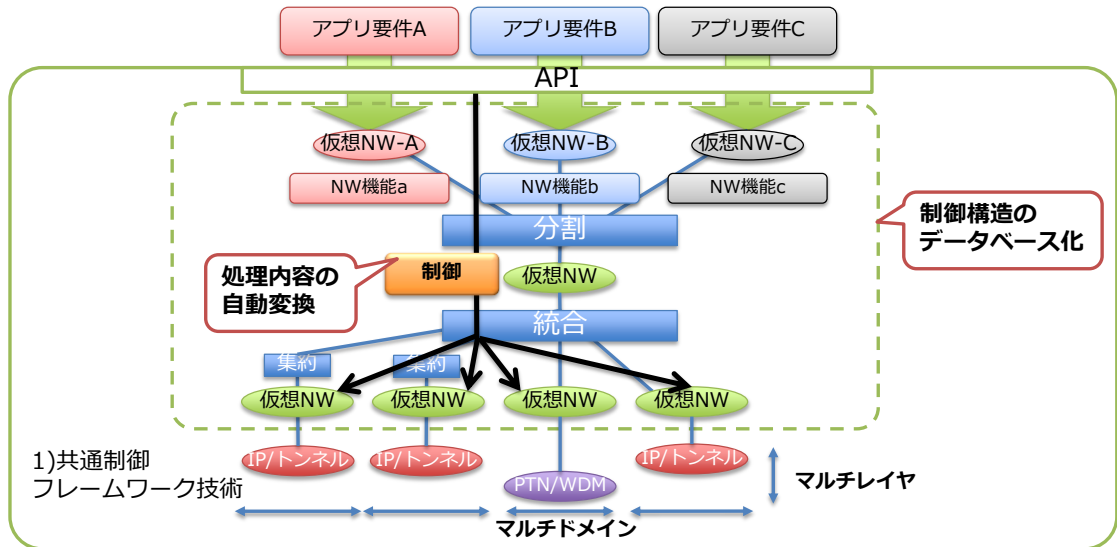 アプリ要件A
アプリ要件B
アプリ要件C
API
仮想NW-A
仮想NW-B
仮想NW-C
NW機能a
NW機能b
NW機能c
分割
制御構造の
データベース化
処理内容の
自動変換
制御
仮想NW
統合
集約
集約
仮想NW
仮想NW
仮想NW
仮想NW
IP/トンネル
IP/トンネル
IP/トンネル
PTN/WDM
1)共通制御
フレームワーク技術
マルチレイヤ
マルチドメイン